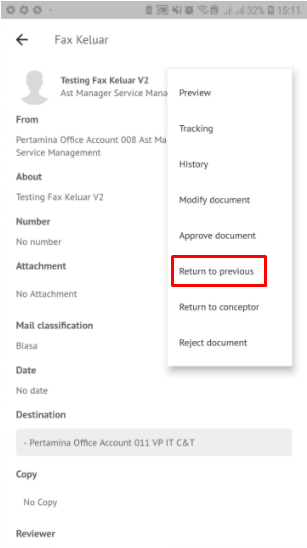 32% 15:11
Fax Keluar
Testing Fax Keluar V2
Ast Manager Service Mana
From
Pertamina Office Account 008 Ast Ma
Service Management
About
Testing Fax Keluar V2
Number
No number
Attachment
No Attachment
Mail classification
Biasa
Date
No date
Destination
- Pertamina Office Account 011 VP IT C&T
Copy
No Copy
Reviewer
Preview
Tracking
History
Modify document
Approve document
Return to previous
Return to conceptor
Reject document